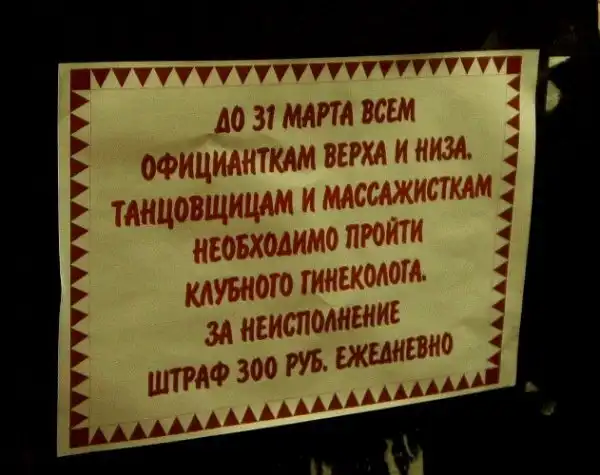 ДО 31 МАРТА ВСЕМ
ОФИЦИАНТКАМ ВЕРХА И НИЗА.
ТАНЦОВЩИЦАМ И МАССАЖИСТКАМ
НЕОБХОДИМО ПРОЙТИ
КЛУБНОГО ГИНЕКОЛОГА.
ЗА НЕИСПОЛНЕНИЕ
ШТРАФ 300 РУБ. ЕЖЕДНЕВНО